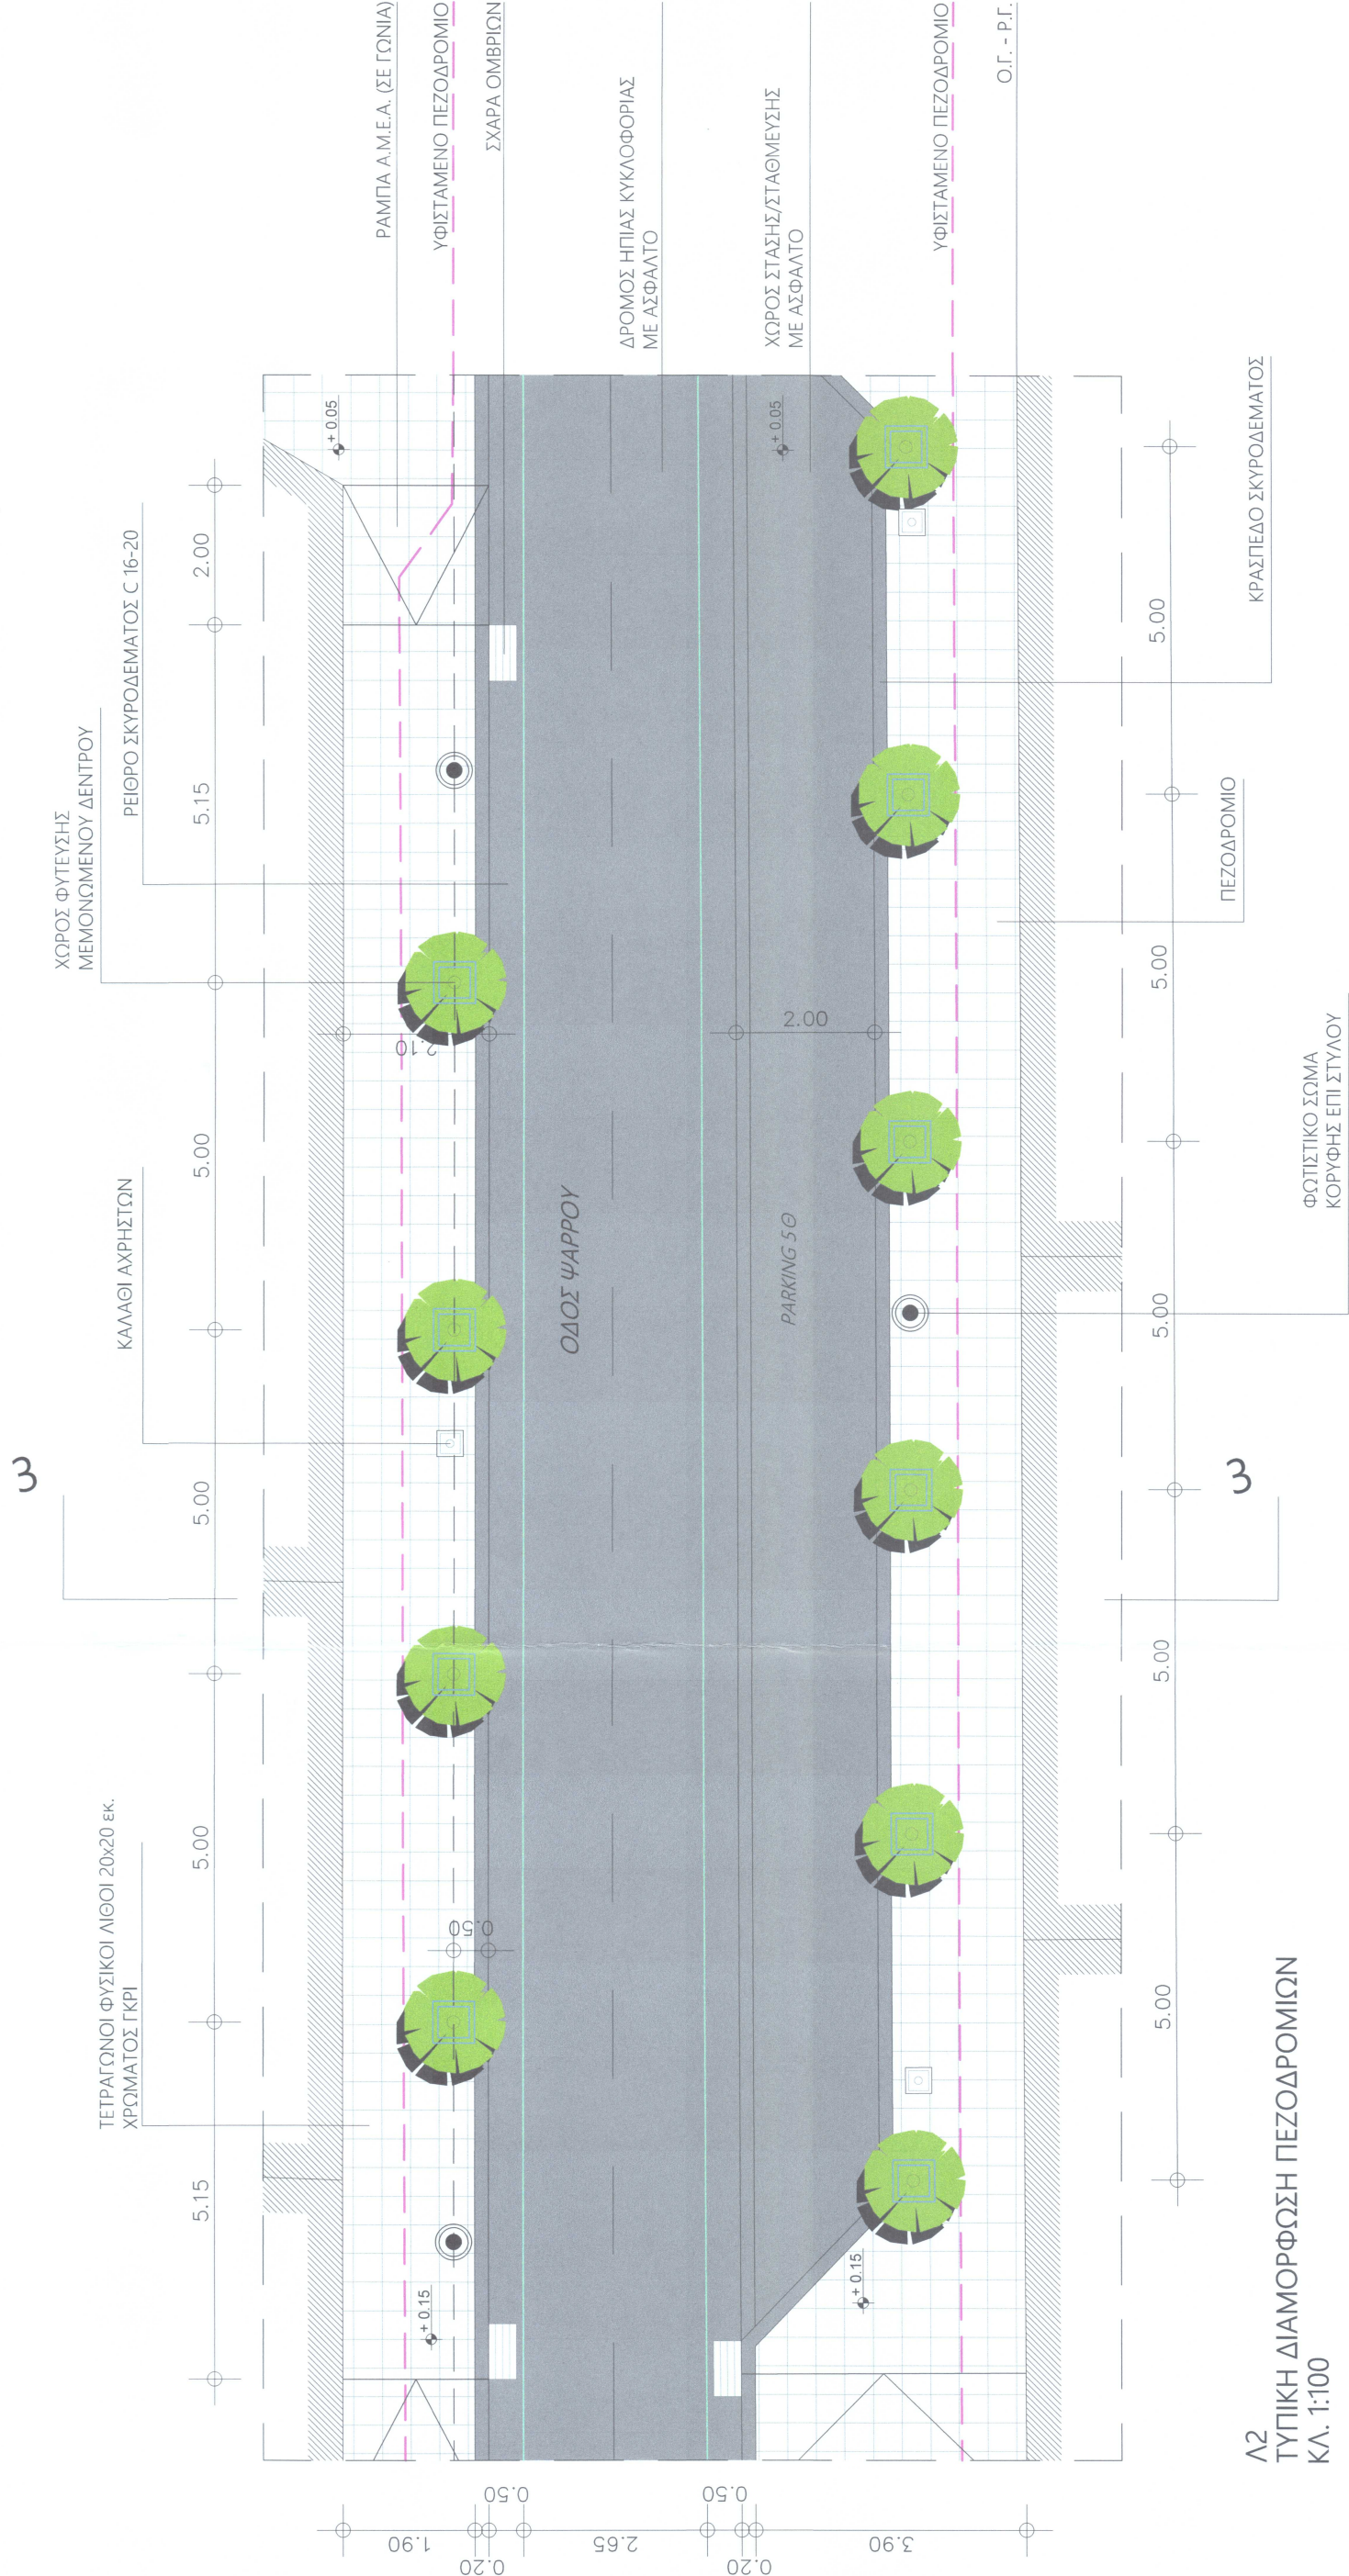 ΡΑΜΠΑ Α.Μ.Ε.Α. (ΣΕ ΓΩΝΙΑ)
ΥΦΙΣΤΑΜΕΝΟ ΠΕΖΟΔΡΟΜΙΟ
ΣΧΑΡΑ ΟΜΒΡΙΩΝ
ΔΡΟΜΟΣ ΗΠΙΑΣ ΚΥΚΛΟΦΟΡΙΑΣ
ΜΕ ΑΣΦΑΛΤΟ
ΧΩΡΟΣ ΣΤΑΣΗΣ/ΣΤΑΘΜΕΥΣΗΣ
ΜΕ ΑΣΦΑΛΤΟ
ΥΦΙΣΤΑΜΕΝΟ ΠΕΖΟΔΡΟΜΙΟ
Ο.Γ. - Ρ.Γ.
ΧΩΡΟΣ ΦΥΤΕΥΣΗΣ
ΜΕΜΟΝΩΜΕΝΟΥ ΔΕΝΤΡΟΥ
ΡΕΙΘΡΟ ΣΚΥΡΟΔΕΜΑΤΟΣ C 16-20
ΚΑΛΑΘΙ ΑΧΡΗΣΤΩΝ
ΤΕΤΡΑΓΩΝΟΙ ΦΥΣΙΚΟΙ ΛΙΘΟΙ 20x20 εκ.
ΧΡΩΜΑΤΟΣ ΓΚΡΙ
3
5.15
5.00
5.00
5.00
5.15
2.00
+ 0.05
+ 0.05
+ 0.15
+ 0.15
2.10
0.50
2.00
ΟΔΟΣ ΨΑΡΡΟΥ
PARKING 5Θ
1.90
0.20
0.50
2.65
0.50
0.20
3.90
5.00
5.00
5.00
5.00
5.00
3
ΚΡΑΣΠΕΔΟ ΣΚΥΡΟΔΕΜΑΤΟΣ
ΠΕΖΟΔΡΟΜΙΟ
ΦΩΤΙΣΤΙΚΟ ΣΩΜΑ
ΚΟΡΥΦΗΣ ΕΠΙ ΣΤΥΛΟΥ
Λ2
ΤΥΠΙΚΗ ΔΙΑΜΟΡΦΩΣΗ ΠΕΖΟΔΡΟΜΙΩΝ
ΚΛ. 1:100